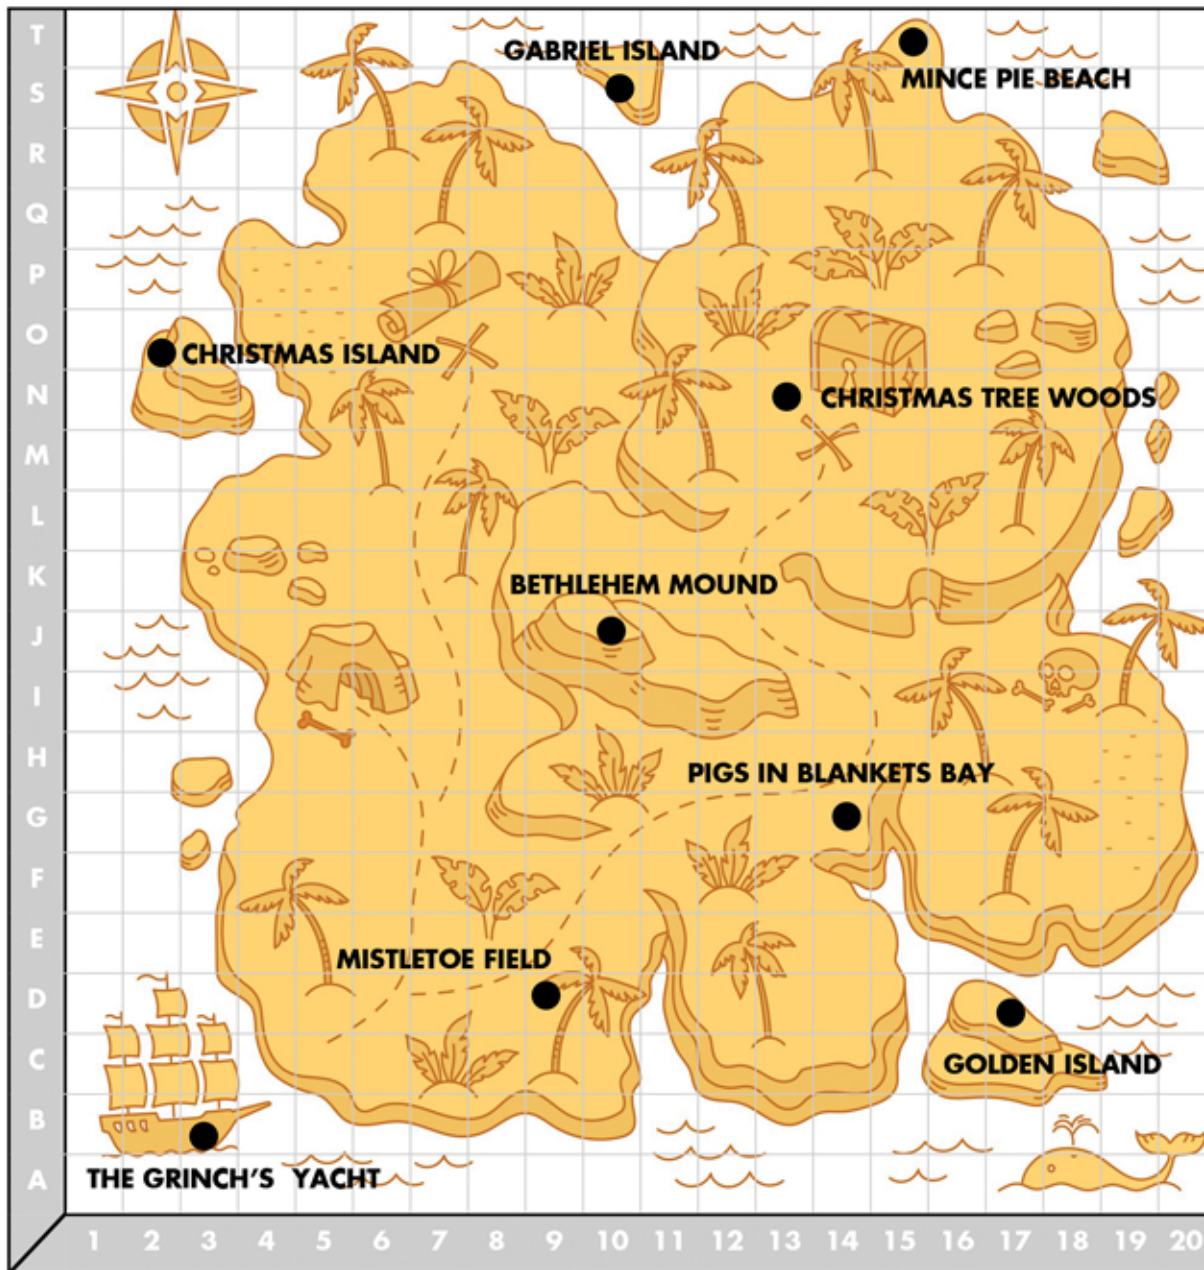 T
GABRIEL ISLAND
MINCE PIE BEACH
S
R
Q
P
O
CHRISTMAS ISLAND
N
CHRISTMAS TREE WOODS
M
L
K
BETHLEHEM MOUND
J
I
H
PIGS IN BLANKETS BAY
G
F
E
MISTLETOE FIELD
D
C
GOLDEN ISLAND
B
A
THE GRINCH'S YACHT
1 2 3 4 5 6 7 8 9 10 11 12 13 14 15 16 17 18 19 20